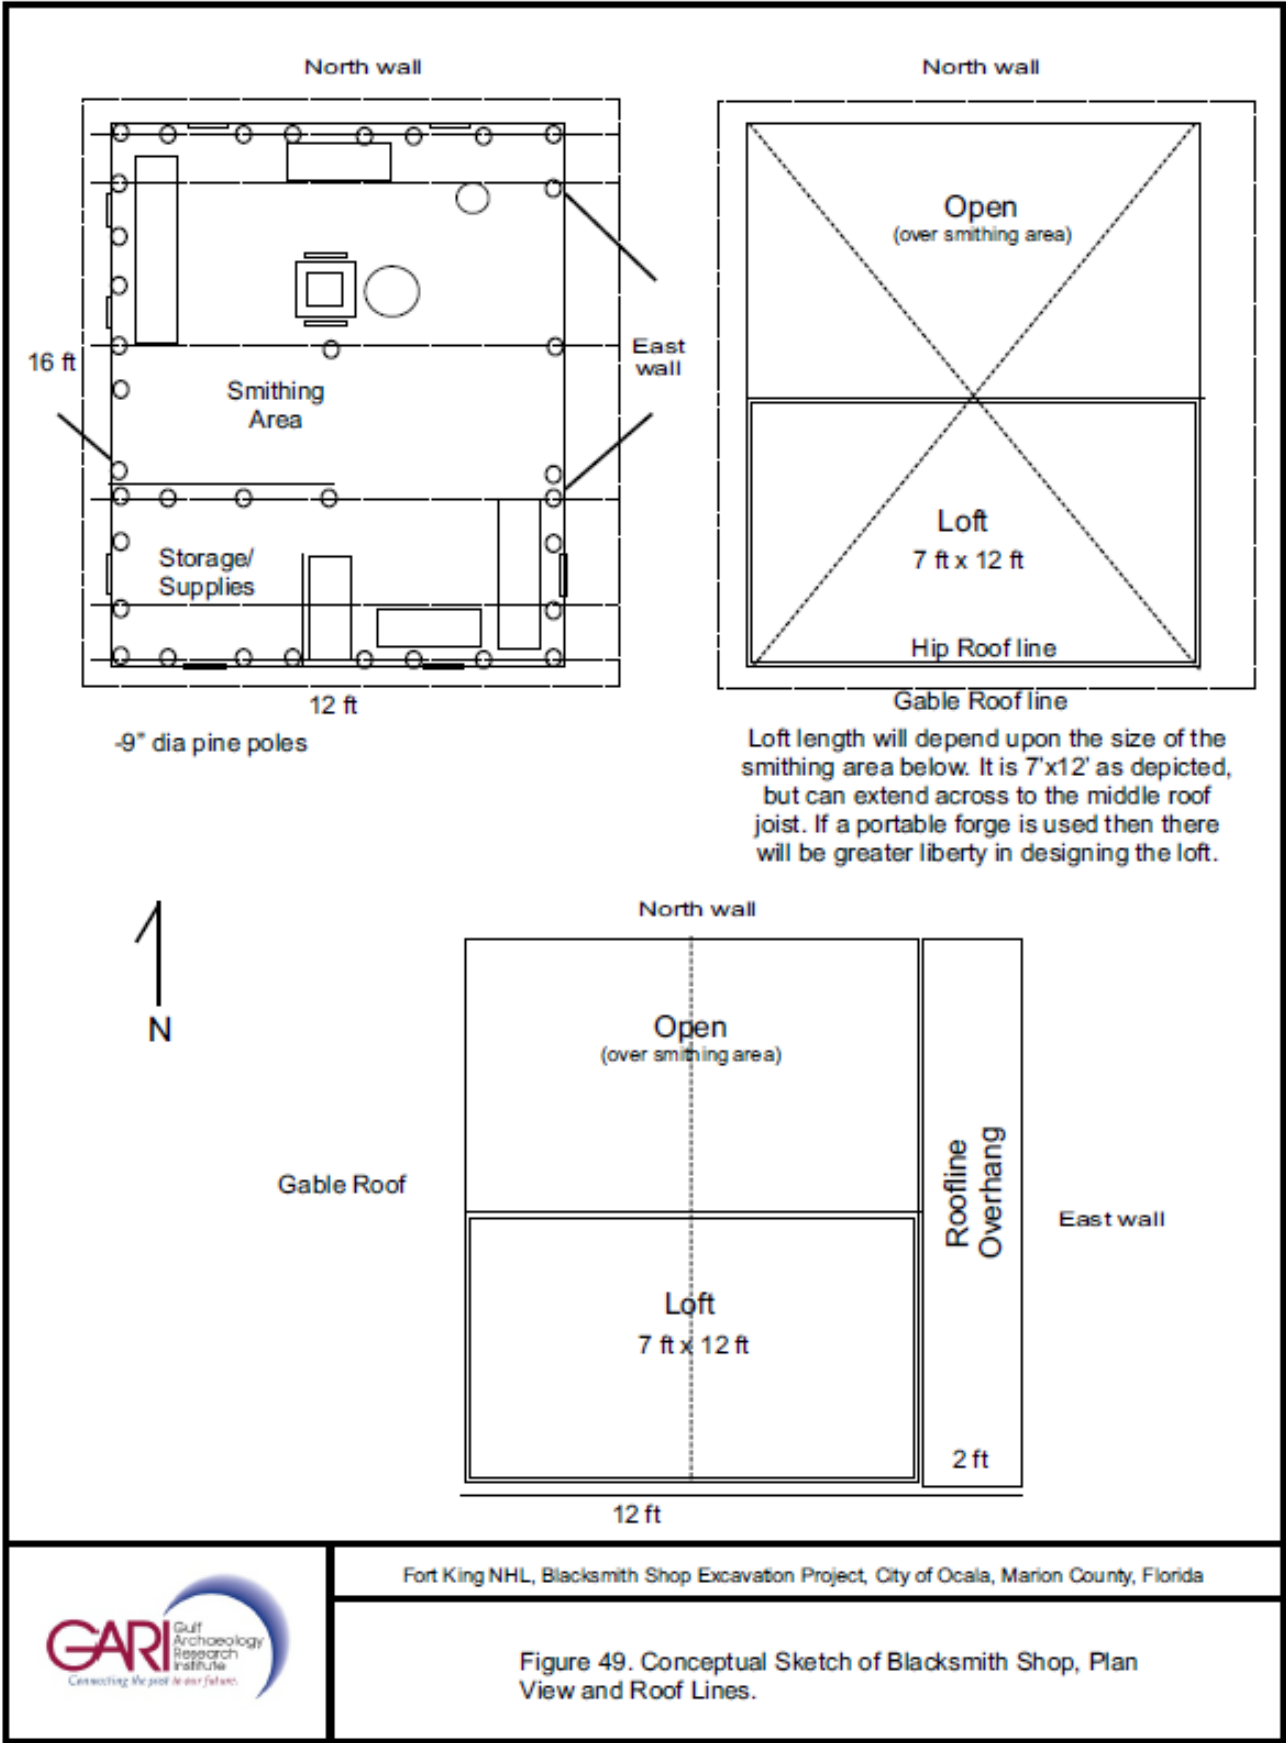 North wall
16 ft
Smithing
Area
East
wall
Storage/
Supplies
12 ft
-9" dia pine poles
North wall
Open
(over smithing area)
Loft
7 ft x 12 ft
Hip Roof line
Gable Roof line
Loft length will depend upon the size of the
smithing area below. It is 7'x12' as depicted,
but can extend across to the middle roof
joist. If a portable forge is used then there
will be greater liberty in designing the loft.
N
North wall
Open
(over smithing area)
Gable Roof
Roofline
Overhang
East wall
Loft
7 ft x 12 ft
2 ft
12 ft
GARI
Gulf
Archaeology
Research
Institute
Connecting the past to our future.
Fort King NHL, Blacksmith Shop Excavation Project, City of Ocala, Marion County, Florida
Figure 49. Conceptual Sketch of Blacksmith Shop, Plan
View and Roof Lines.